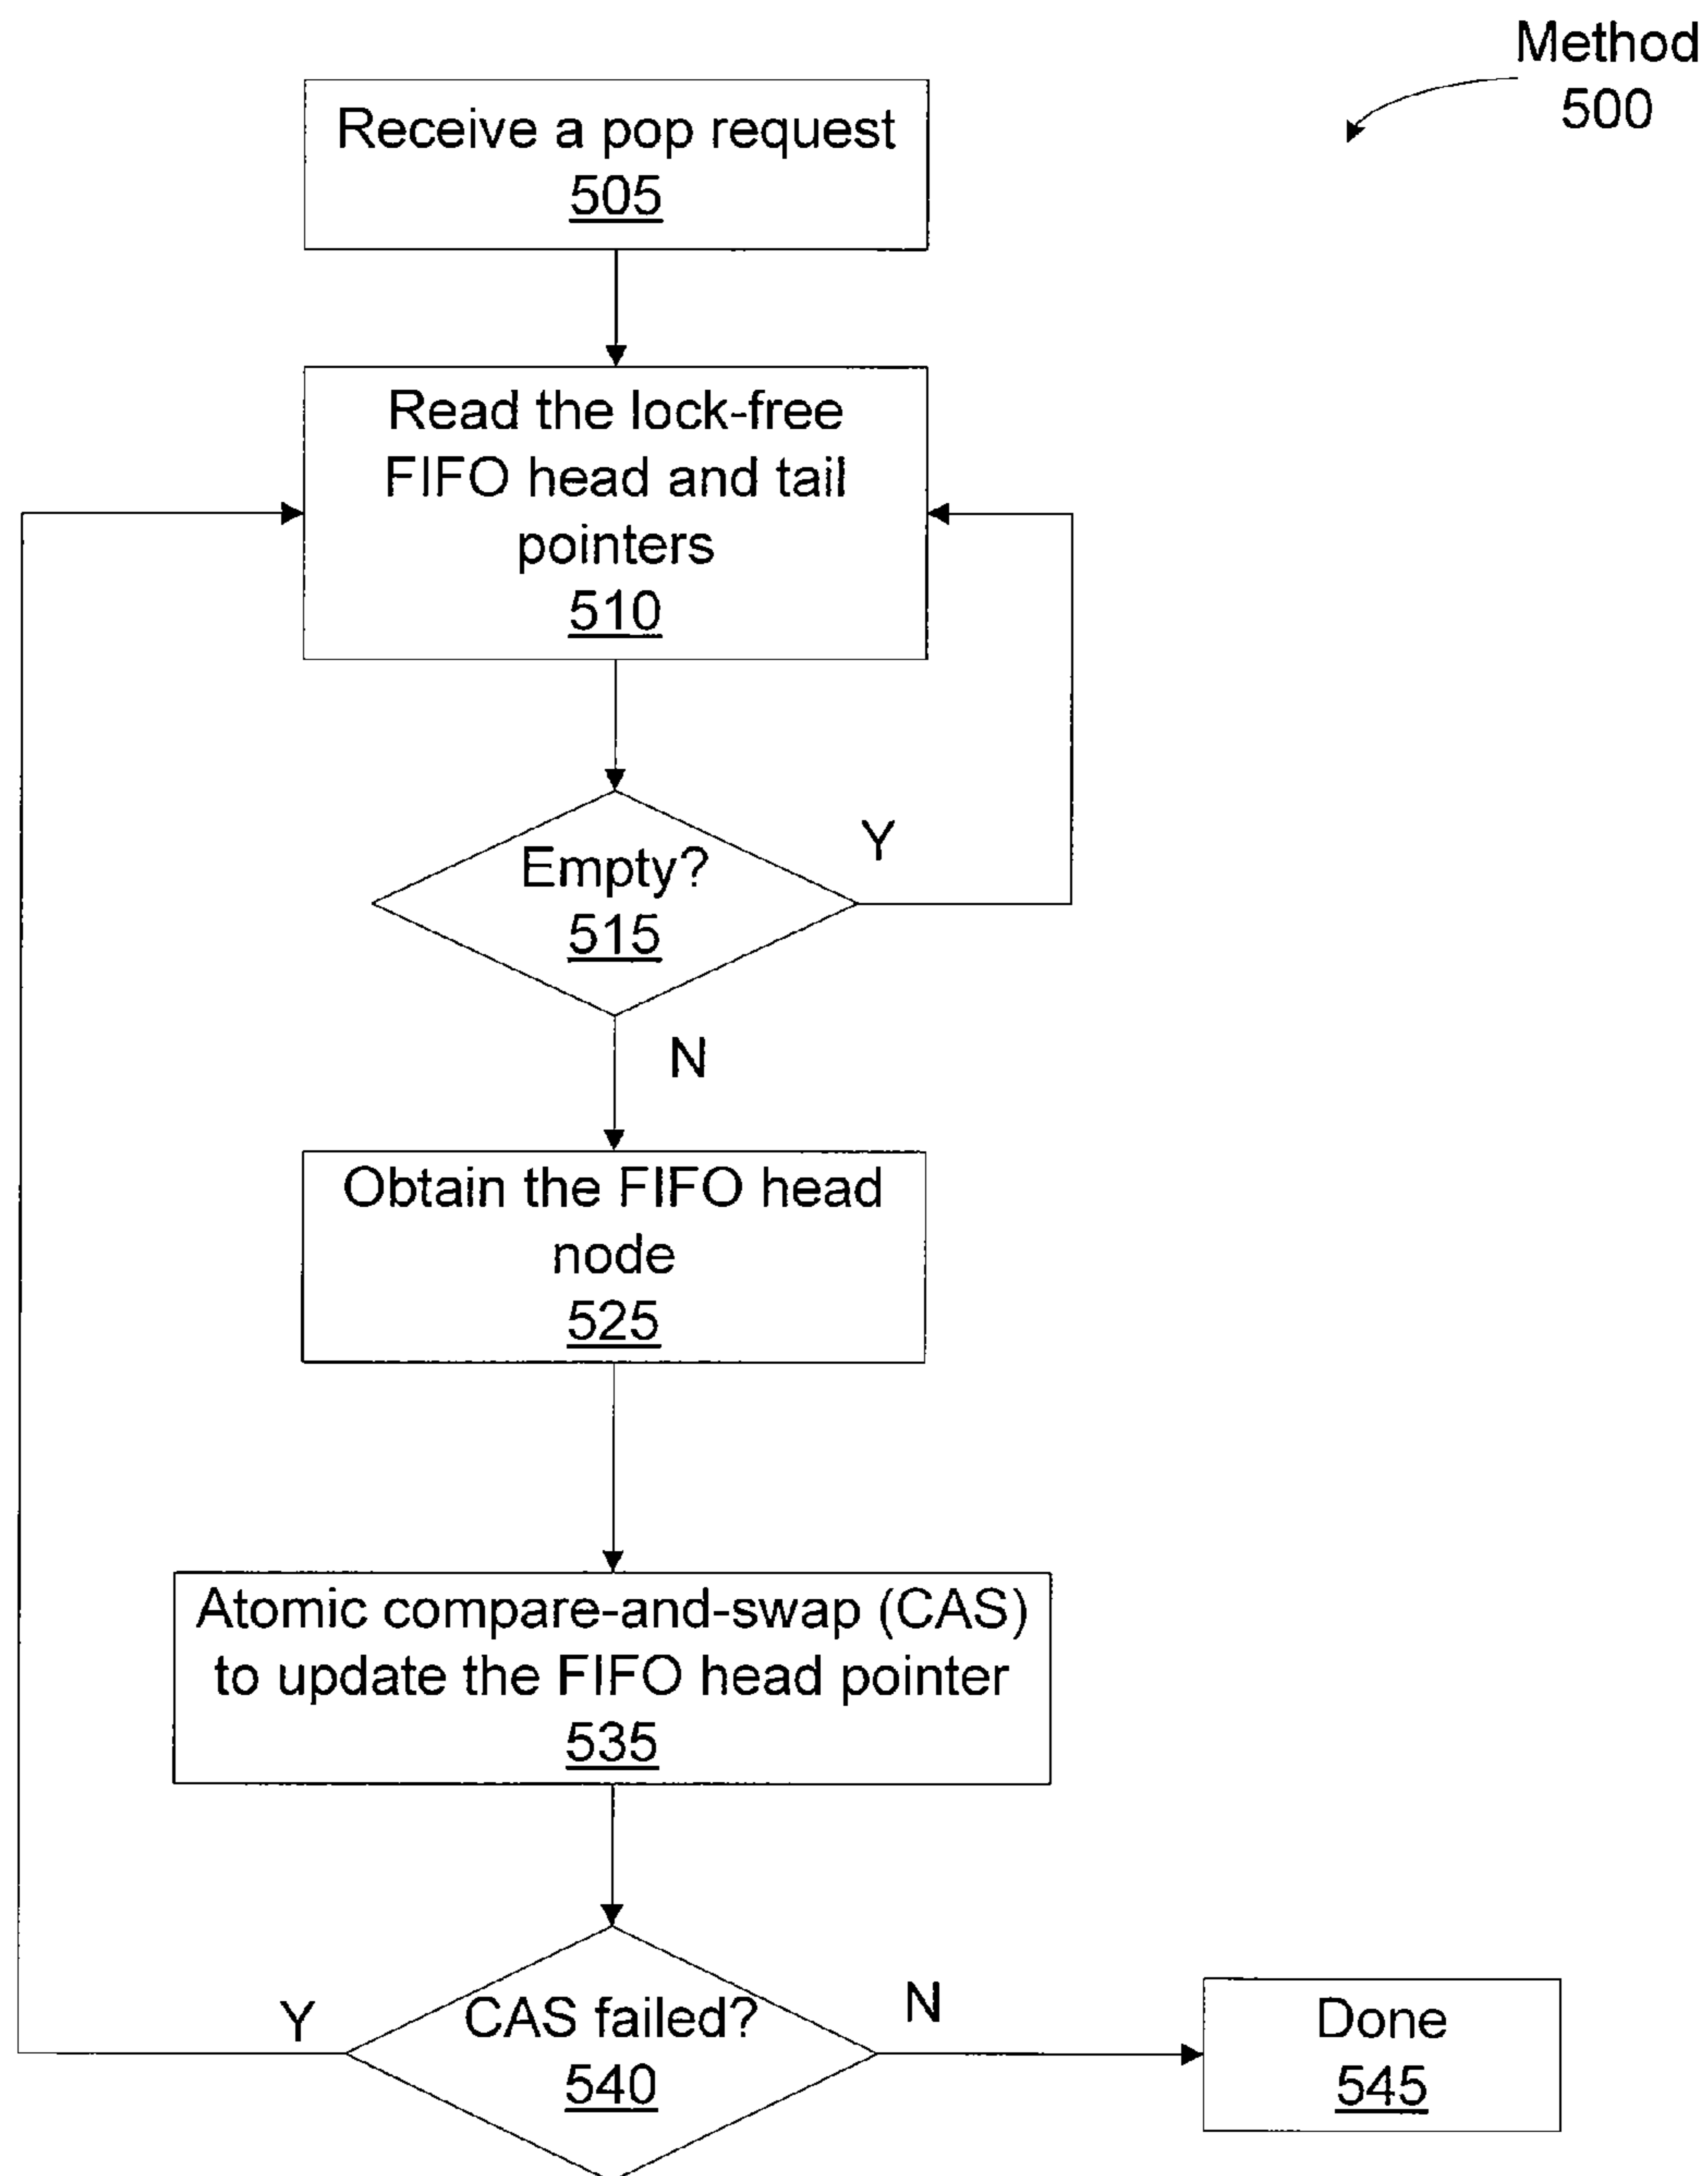 Method
500
Receive a pop request
505
Read the lock-free
FIFO head and tail
pointers
510
Empty?
515
Y
N
Obtain the FIFO head
node
525
Atomic compare-and-swap (CAS)
to update the FIFO head pointer
535
CAS failed?
540
Y
N
Done
545